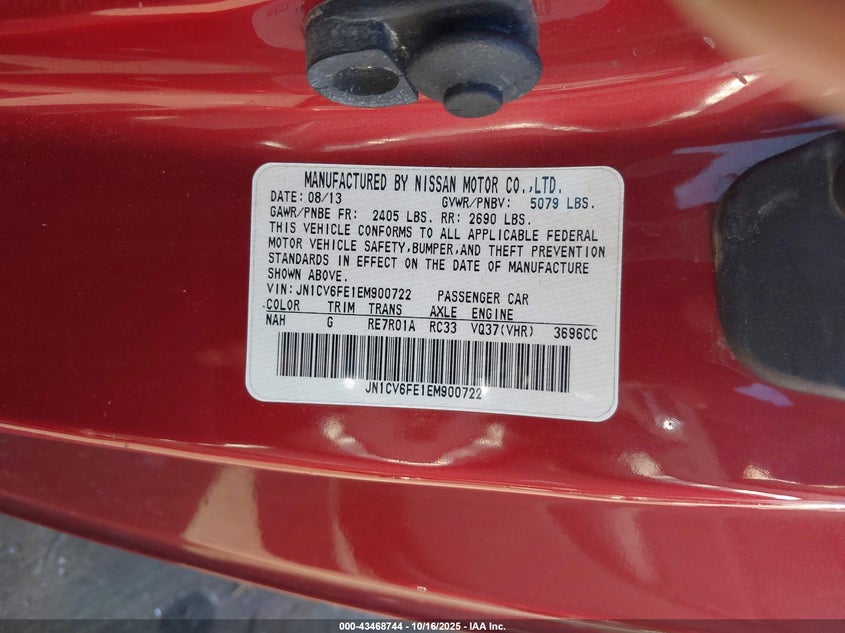 MANUFACTURED BY NISSAN MOTOR CO.,LTD.
DATE: 08/13 GVWR/PNBV: 5079 LBS.
GAWR/PNBE FR: 2405 LBS. RR: 2690 LBS.
THIS VEHICLE CONFORMS TO ALL APPLICABLE FEDERAL
MOTOR VEHICLE SAFETY,BUMPER,AND THEFT PREVENTION
STANDARDS IN EFFECT ON THE DATE OF MANUFACTURE
SHOWN ABOVE.
VIN: JN1CV6FE1EM900722 PASSENGER CAR
COLOR TRIM TRANS AXLE ENGINE
NAH G RE7R01A RC33 VQ37(VHR) 3696CC
JN1CV6FE1EM900722
000-43468744 | 10/16/2025 | IAA Inc.